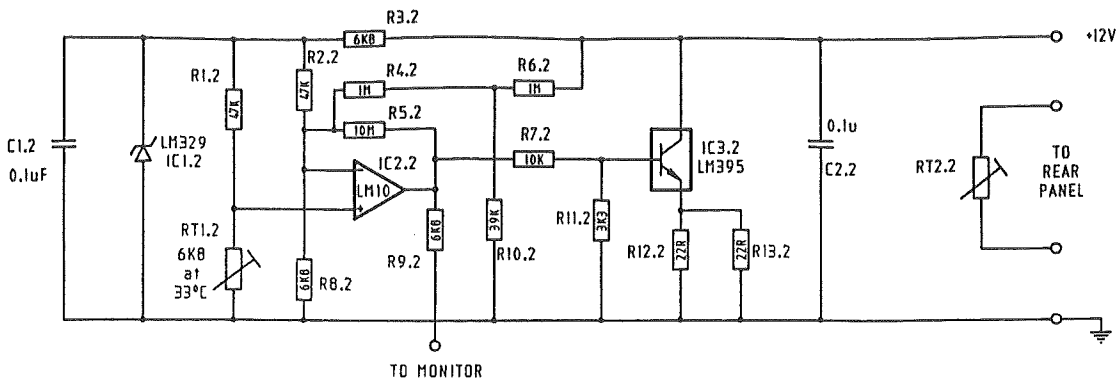 R3.2
6K8
+12V
R2.2
R4.2
R6.2
R1.2
47K
1M
1M
47K
R5.2
10M
R7.2
C1.2
0.1uF
LM329
IC1.2
IC2.2
10K
IC3.2
LM395
0.1u
C2.2
RT2.2
TO
REAR
PANEL
LM10
-
+
RT1.2
6K8
at
33°C
6K8
R8.2
6K8
R9.2
39K
R10.2
R11.2
3K3
R12.2
22R
22R
R13.2
TO MONITOR